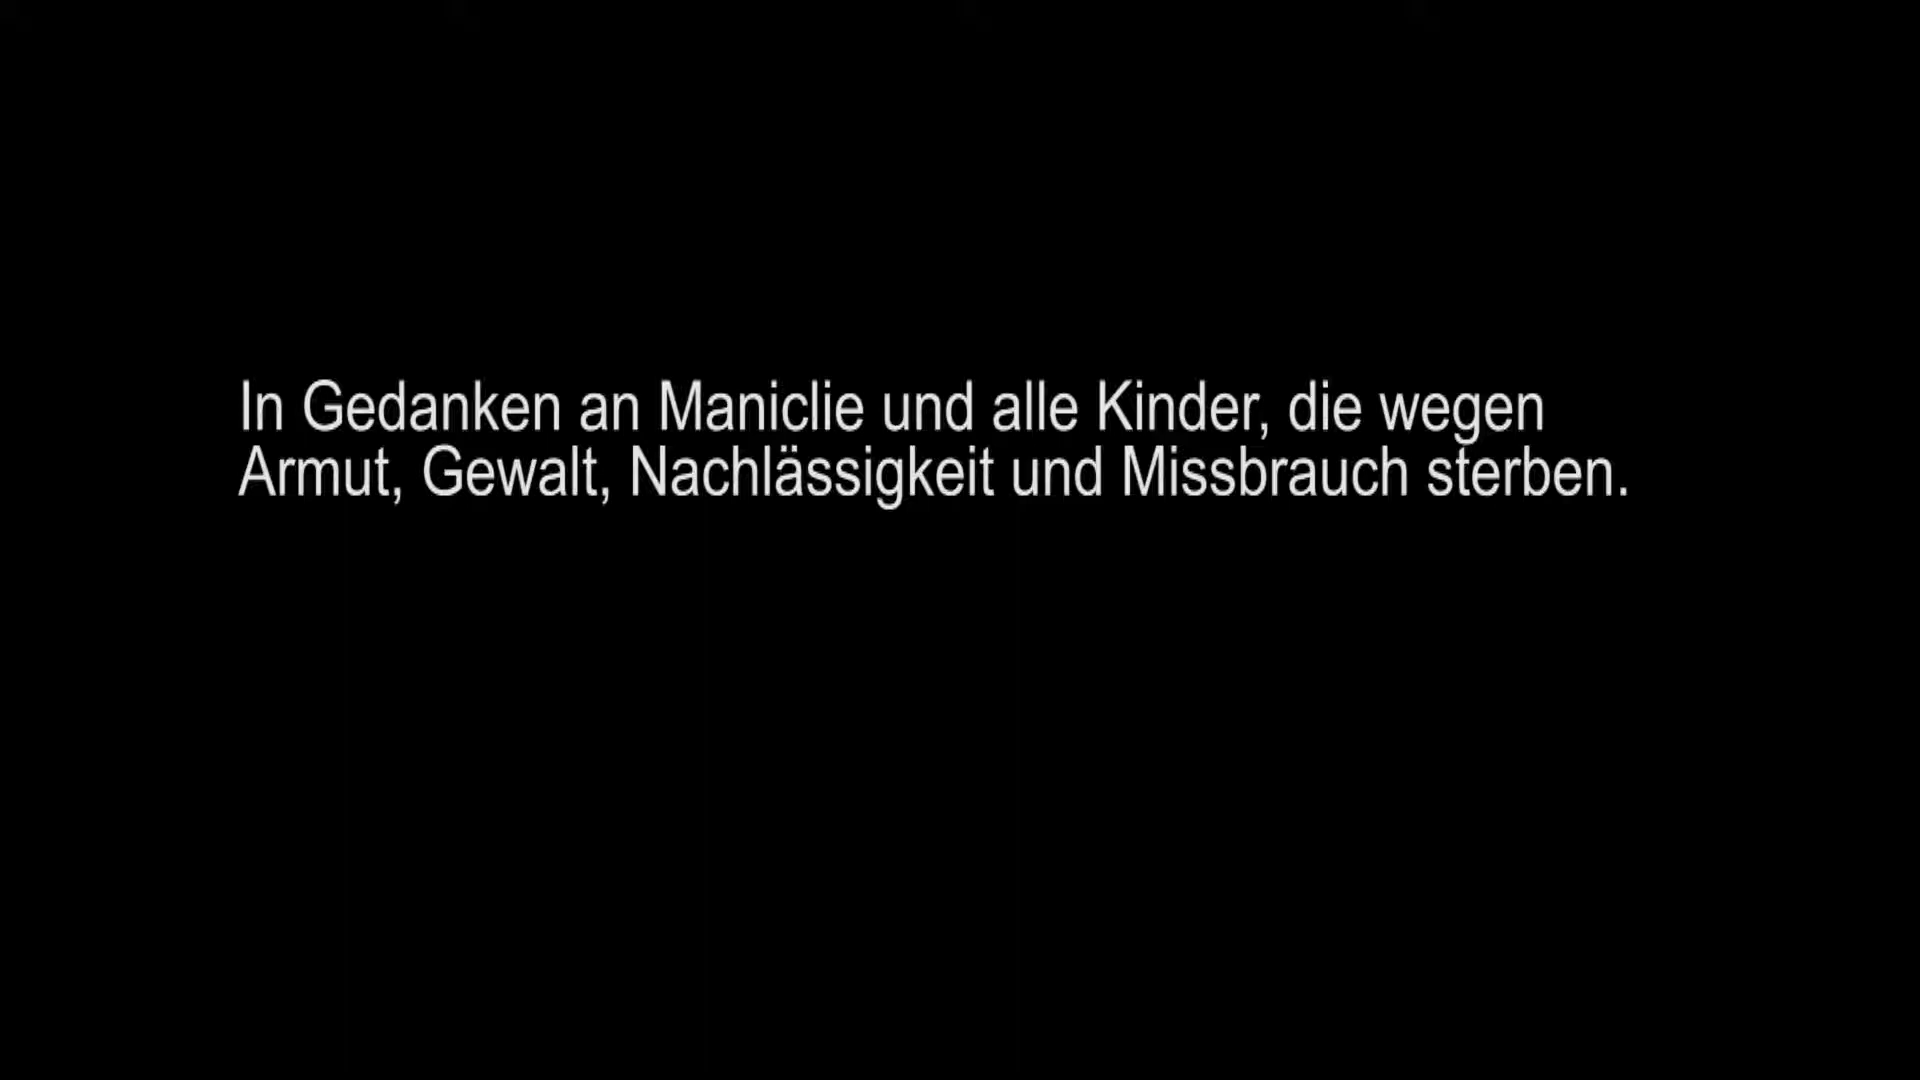 In Gedanken an Maniclie und alle Kinder, die wegen
Armut, Gewalt, Nachlässigkeit und Missbrauch sterben.